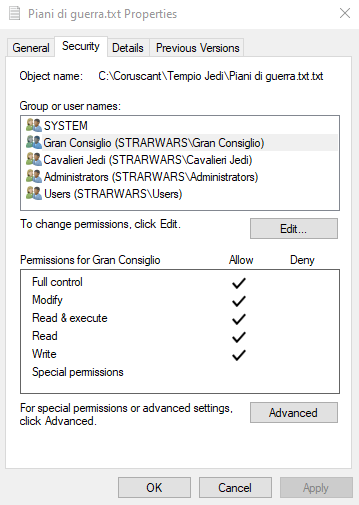 Piani di guerra.txt Properties
General Security Details Previous Versions
Object name: C:\Coruscant\Tempio Jedi\Piani di guerra.txt.txt
Group or user names:
SYSTEM
Gran Consiglio (STRARWARS\Gran Consiglio)
Cavalieri Jedi (STRARWARS\Cavalieri Jedi)
Administrators (STRARWARS\Administrators)
Users (STRARWARS\Users)
To change permissions, click Edit. Edit...
Permissions for Gran Consiglio Allow Deny
Full control
Modify
Read & execute
Read
Write
Special permissions
For special permissions or advanced settings,
click Advanced. Advanced
OK Cancel Apply